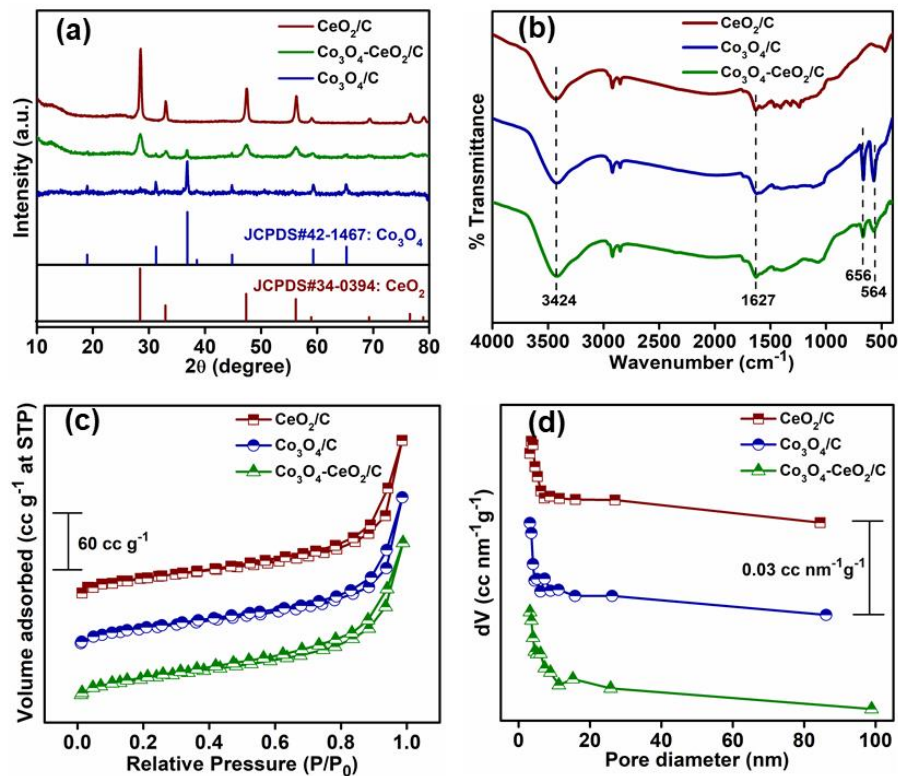 (a)
CeO₂/C
Co₃O₄-CeO₂/C
Co₃O₄/C
Intensity (a.u.)
JCPDS#42-1467: Co₃O₄
JCPDS#34-0394: CeO₂
10 20 30 40 50 60 70 80
2θ (degree)
(b)
CeO₂/C
Co₃O₄/C
Co₃O₄-CeO₂/C
% Transmittance
3424
1627
656
564
4000 3500 3000 2500 2000 1500 1000 500
Wavenumber (cm⁻¹)
(c)
CeO₂/C
Co₃O₄/C
Co₃O₄-CeO₂/C
Volume adsorbed (cc g⁻¹ at STP)
60 cc g⁻¹
0.0 0.2 0.4 0.6 0.8 1.0
Relative Pressure (P/P₀)
(d)
CeO₂/C
Co₃O₄/C
Co₃O₄-CeO₂/C
dV (cc nm⁻¹g⁻¹)
0.03 cc nm⁻¹g⁻¹
0 20 40 60 80 100
Pore diameter (nm)